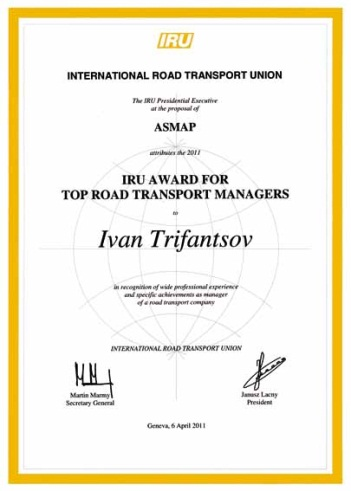 IRU
INTERNATIONAL ROAD TRANSPORT UNION
The IRU Presidential Executive
at the proposal of
ASMAP
attributes the 2011
IRU AWARD FOR
TOP ROAD TRANSPORT MANAGERS
to
Ivan Trifantsov
in recognition of wide professional experience
and specific achievements as manager
of a road transport company
INTERNATIONAL ROAD TRANSPORT UNION
Martin Marmy
Secretary General
Janusz Lacny
President
Geneva, 6 April 2011